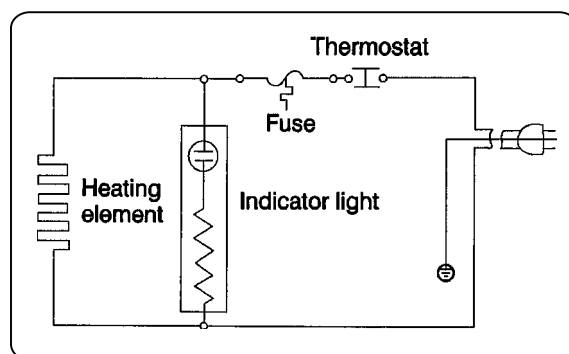 Thermostat
Fuse
Heating
element
Indicator light